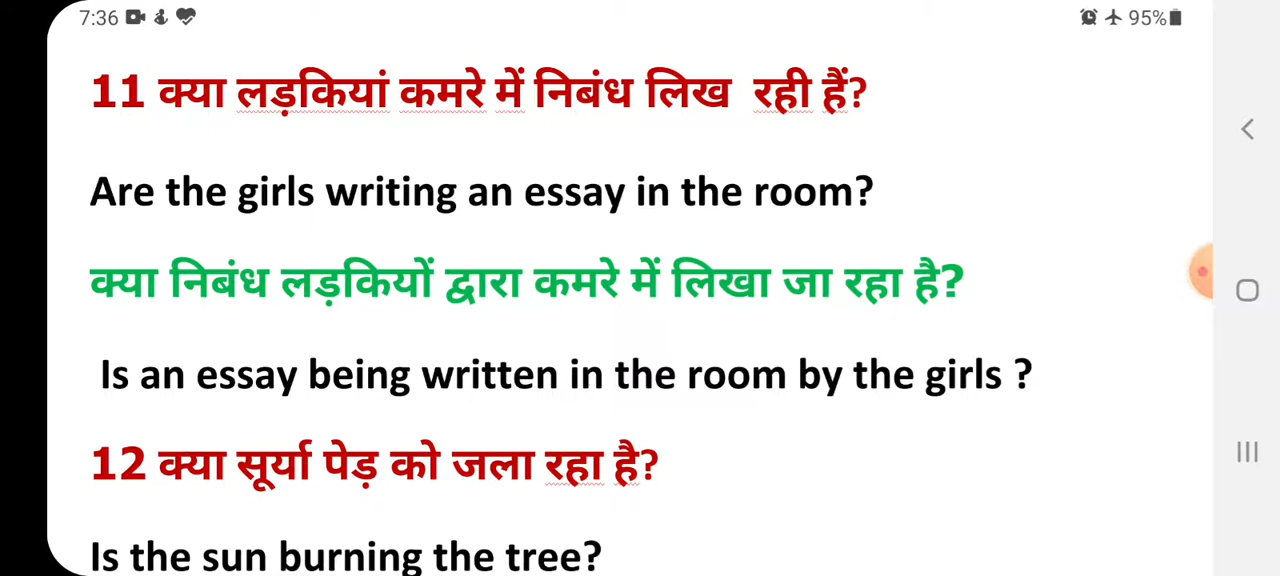 7:36
95%
11 क्या लड़कियां कमरे में निबंध लिख रही हैं?
Are the girls writing an essay in the room?
क्या निबंध लड़कियों द्वारा कमरे में लिखा जा रहा है?
Is an essay being written in the room by the girls ?
12 क्या सूर्या पेड़ को जला रहा है?
Is the sun burning the tree?